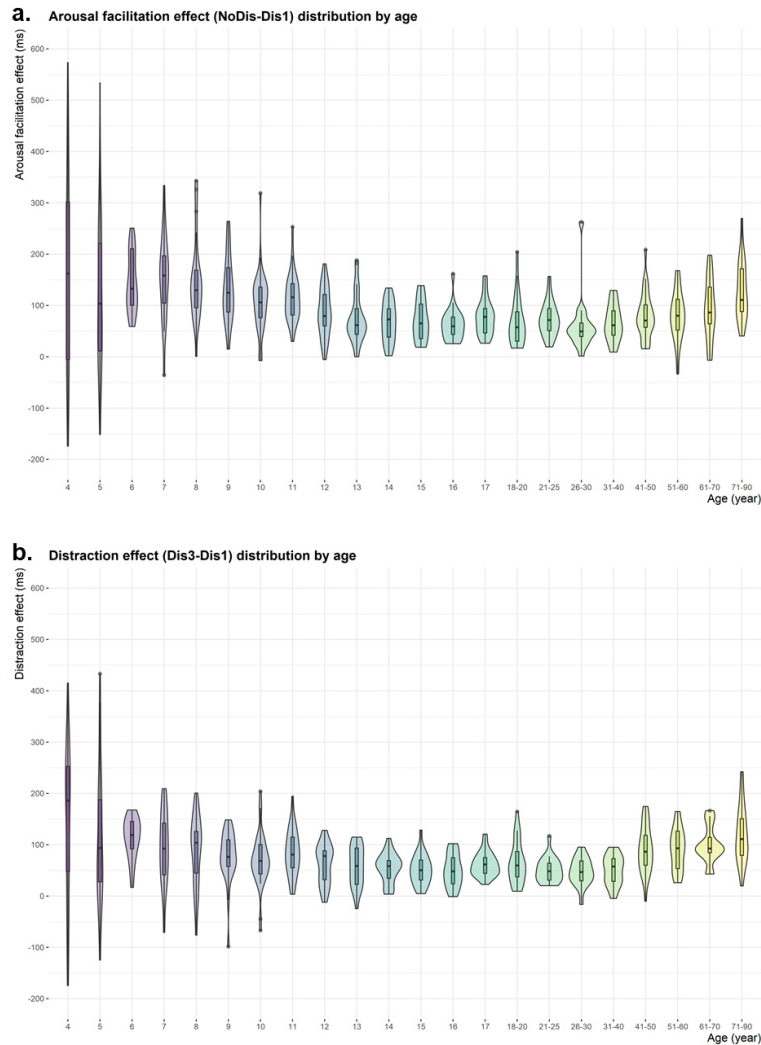 a. Arousal facilitation effect (NoDis-Dis1) distribution by age
Arousal facilitation effect (ms)
600
500
400
300
200
100
0
-100
-200
4 5 6 7 8 9 10 11 12 13 14 15 16 17 18-20 21-25 26-30 31-40 41-50 51-60 61-70 71-90
Age (year)
b. Distraction effect (Dis3-Dis1) distribution by age
Distraction effect (ms)
600
500
400
300
200
100
0
-100
-200
4 5 6 7 8 9 10 11 12 13 14 15 16 17 18-20 21-25 26-30 31-40 41-50 51-60 61-70 71-90
Age (year)